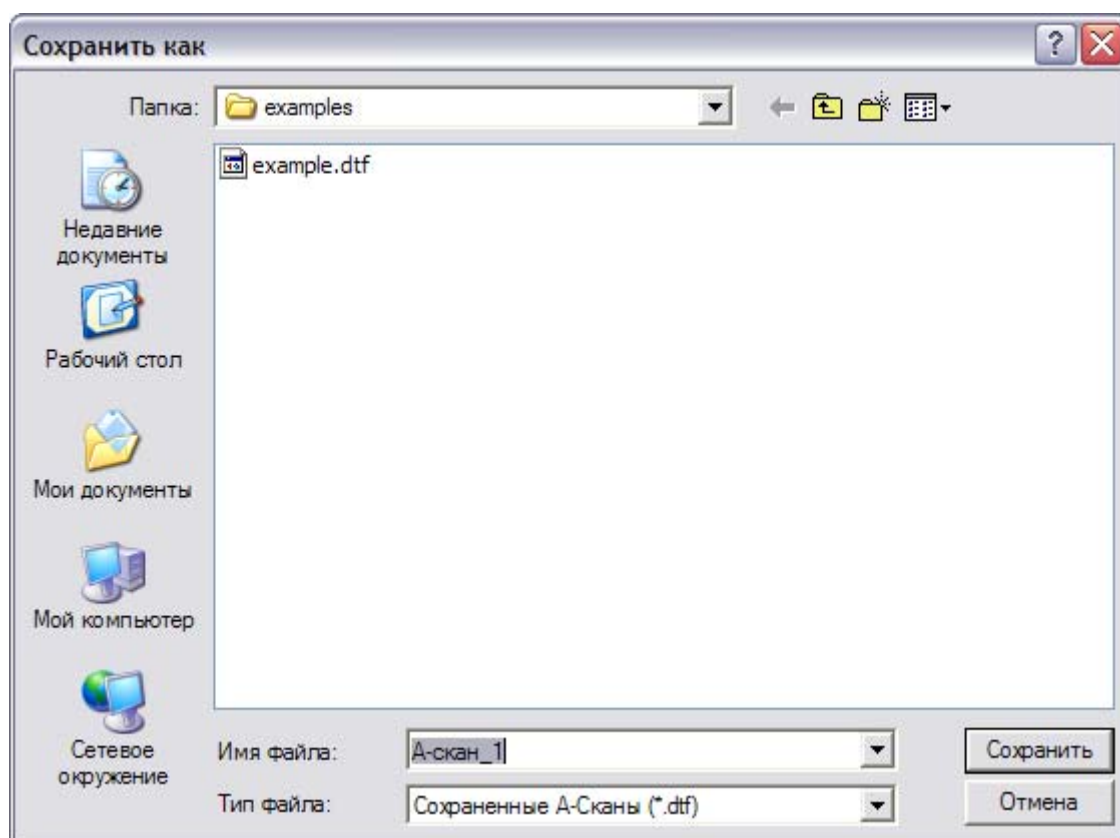 Сохранить как
Папка:
examples
example.dtf
Недавние
документы
Рабочий стол
Мои документы
Мой компьютер
Сетевое
окружение
Имя файла:
А-скан_1
Сохранить
Тип файла:
Сохраненные А-Сканы (*.dtf)
Отмена